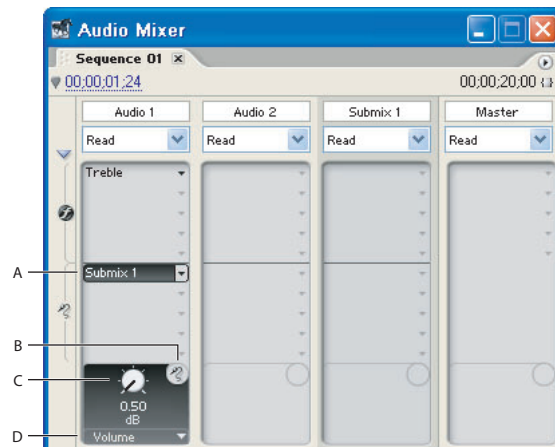 Audio Mixer
Sequence 01
00;00;01;24 00;00;20;00
Audio 1 Audio 2 Submix 1 Master
Read Read Read Read
Treble
A Submix 1
B
C
0.50
dB
D Volume